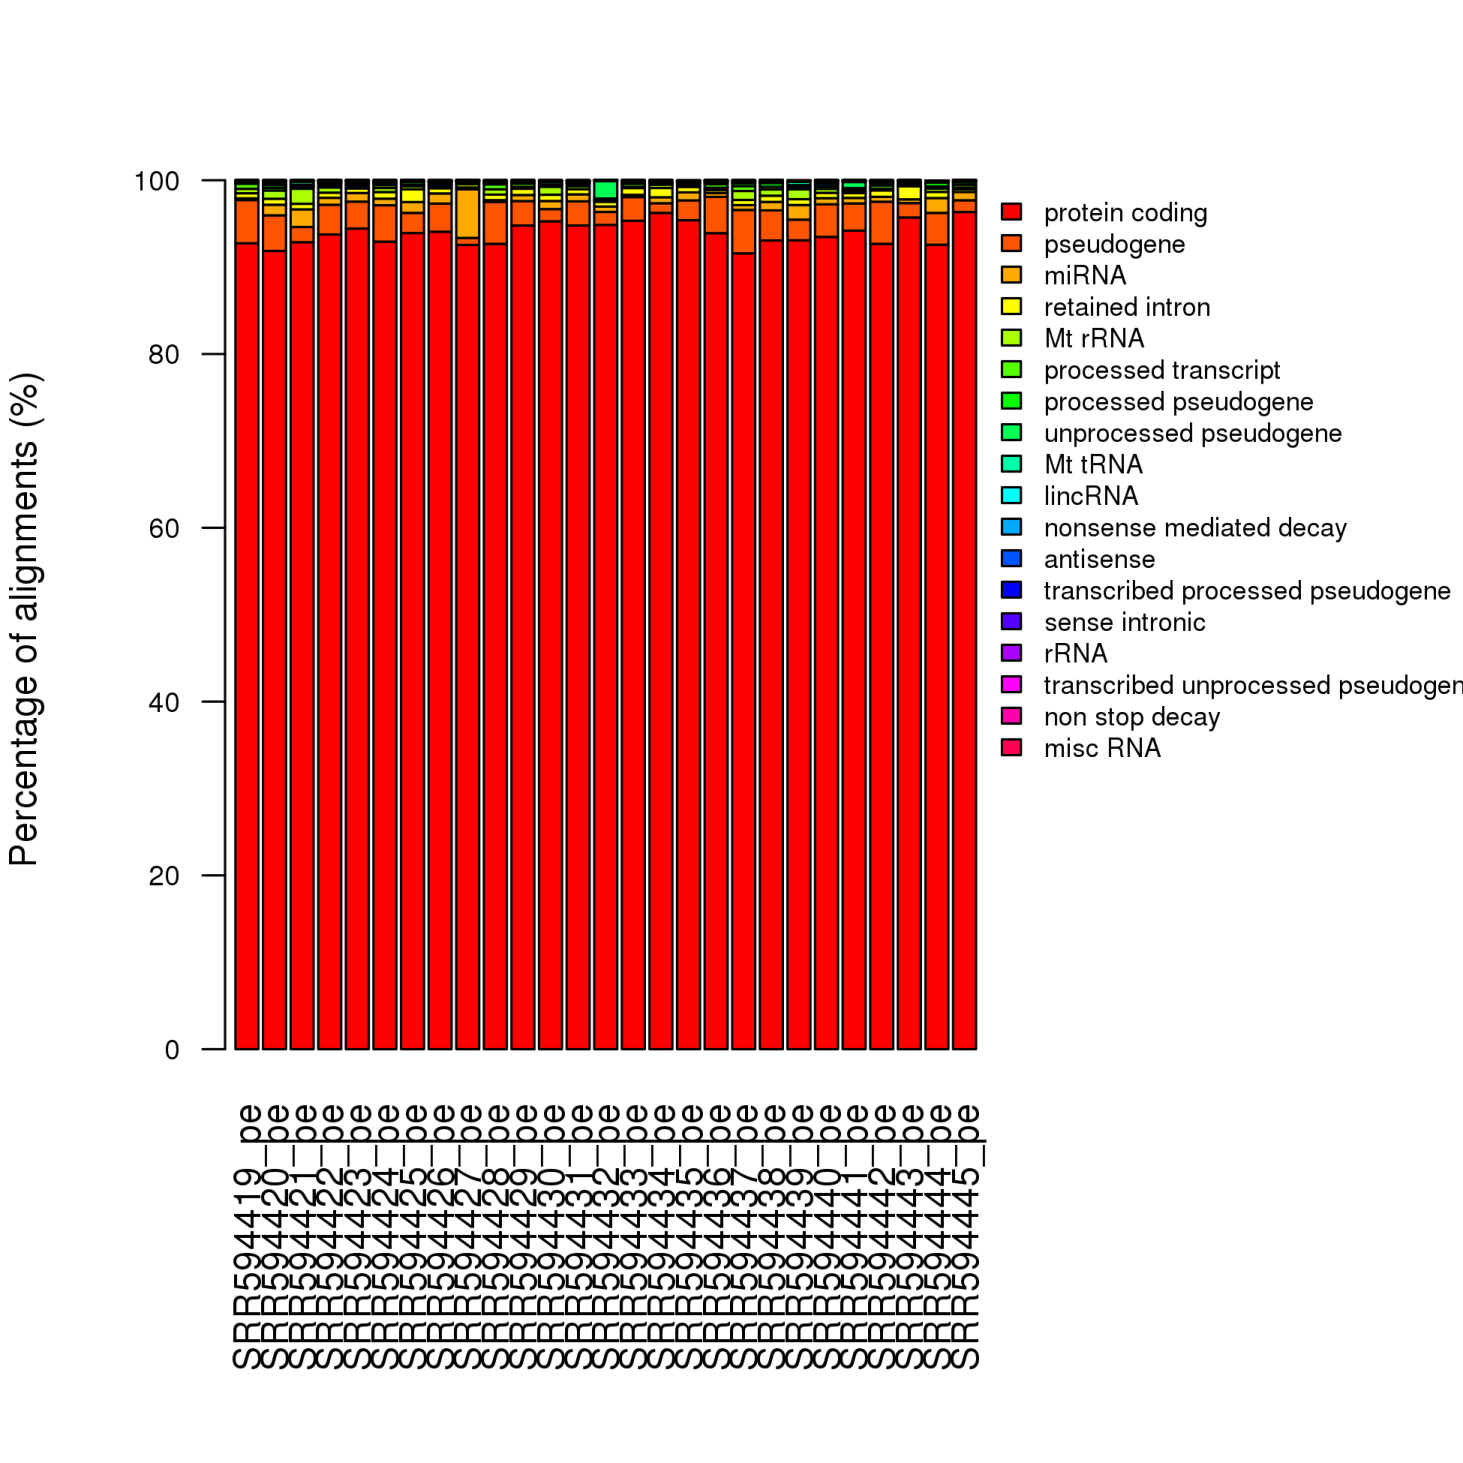 Percentage of alignments (%)
100
80
60
40
20
0
protein coding
pseudogene
miRNA
retained intron
Mt rRNA
processed transcript
processed pseudogene
unprocessed pseudogene
Mt tRNA
lincRNA
nonsense mediated decay
antisense
transcribed processed pseudogene
sense intronic
rRNA
transcribed unprocessed pseudogen
non stop decay
misc RNA
SRR594419_pe
SRR594420_pe
SRR594421_pe
SRR594422_pe
SRR594423_pe
SRR594424_pe
SRR594425_pe
SRR594426_pe
SRR594427_pe
SRR594428_pe
SRR594429_pe
SRR594430_pe
SRR594431_pe
SRR594432_pe
SRR594433_pe
SRR594434_pe
SRR594435_pe
SRR594436_pe
SRR594437_pe
SRR594438_pe
SRR594439_pe
SRR594440_pe
SRR594441_pe
SRR594442_pe
SRR594443_pe
SRR594444_pe
SRR594445_pe